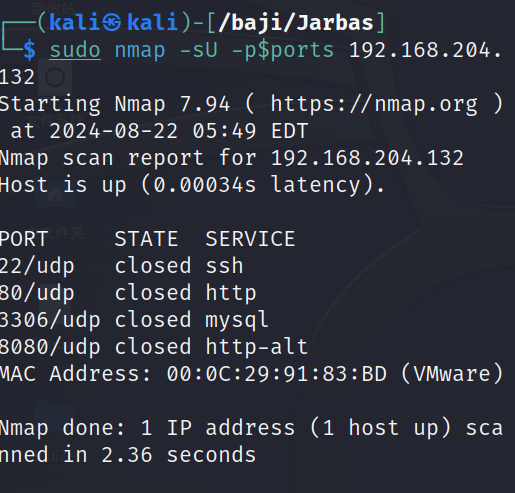 ┌──(kali㉿kali)-[/baji/Jarbas]
└─$ sudo nmap -sU -p$ports 192.168.204.
132
Starting Nmap 7.94 ( https://nmap.org )
 at 2024-08-22 05:49 EDT
Nmap scan report for 192.168.204.132
Host is up (0.00034s latency).

PORT     STATE  SERVICE
22/udp   closed ssh
80/udp   closed http
3306/udp closed mysql
8080/udp closed http-alt
MAC Address: 00:0C:29:91:83:BD (VMware)

Nmap done: 1 IP address (1 host up) sca
nned in 2.36 seconds